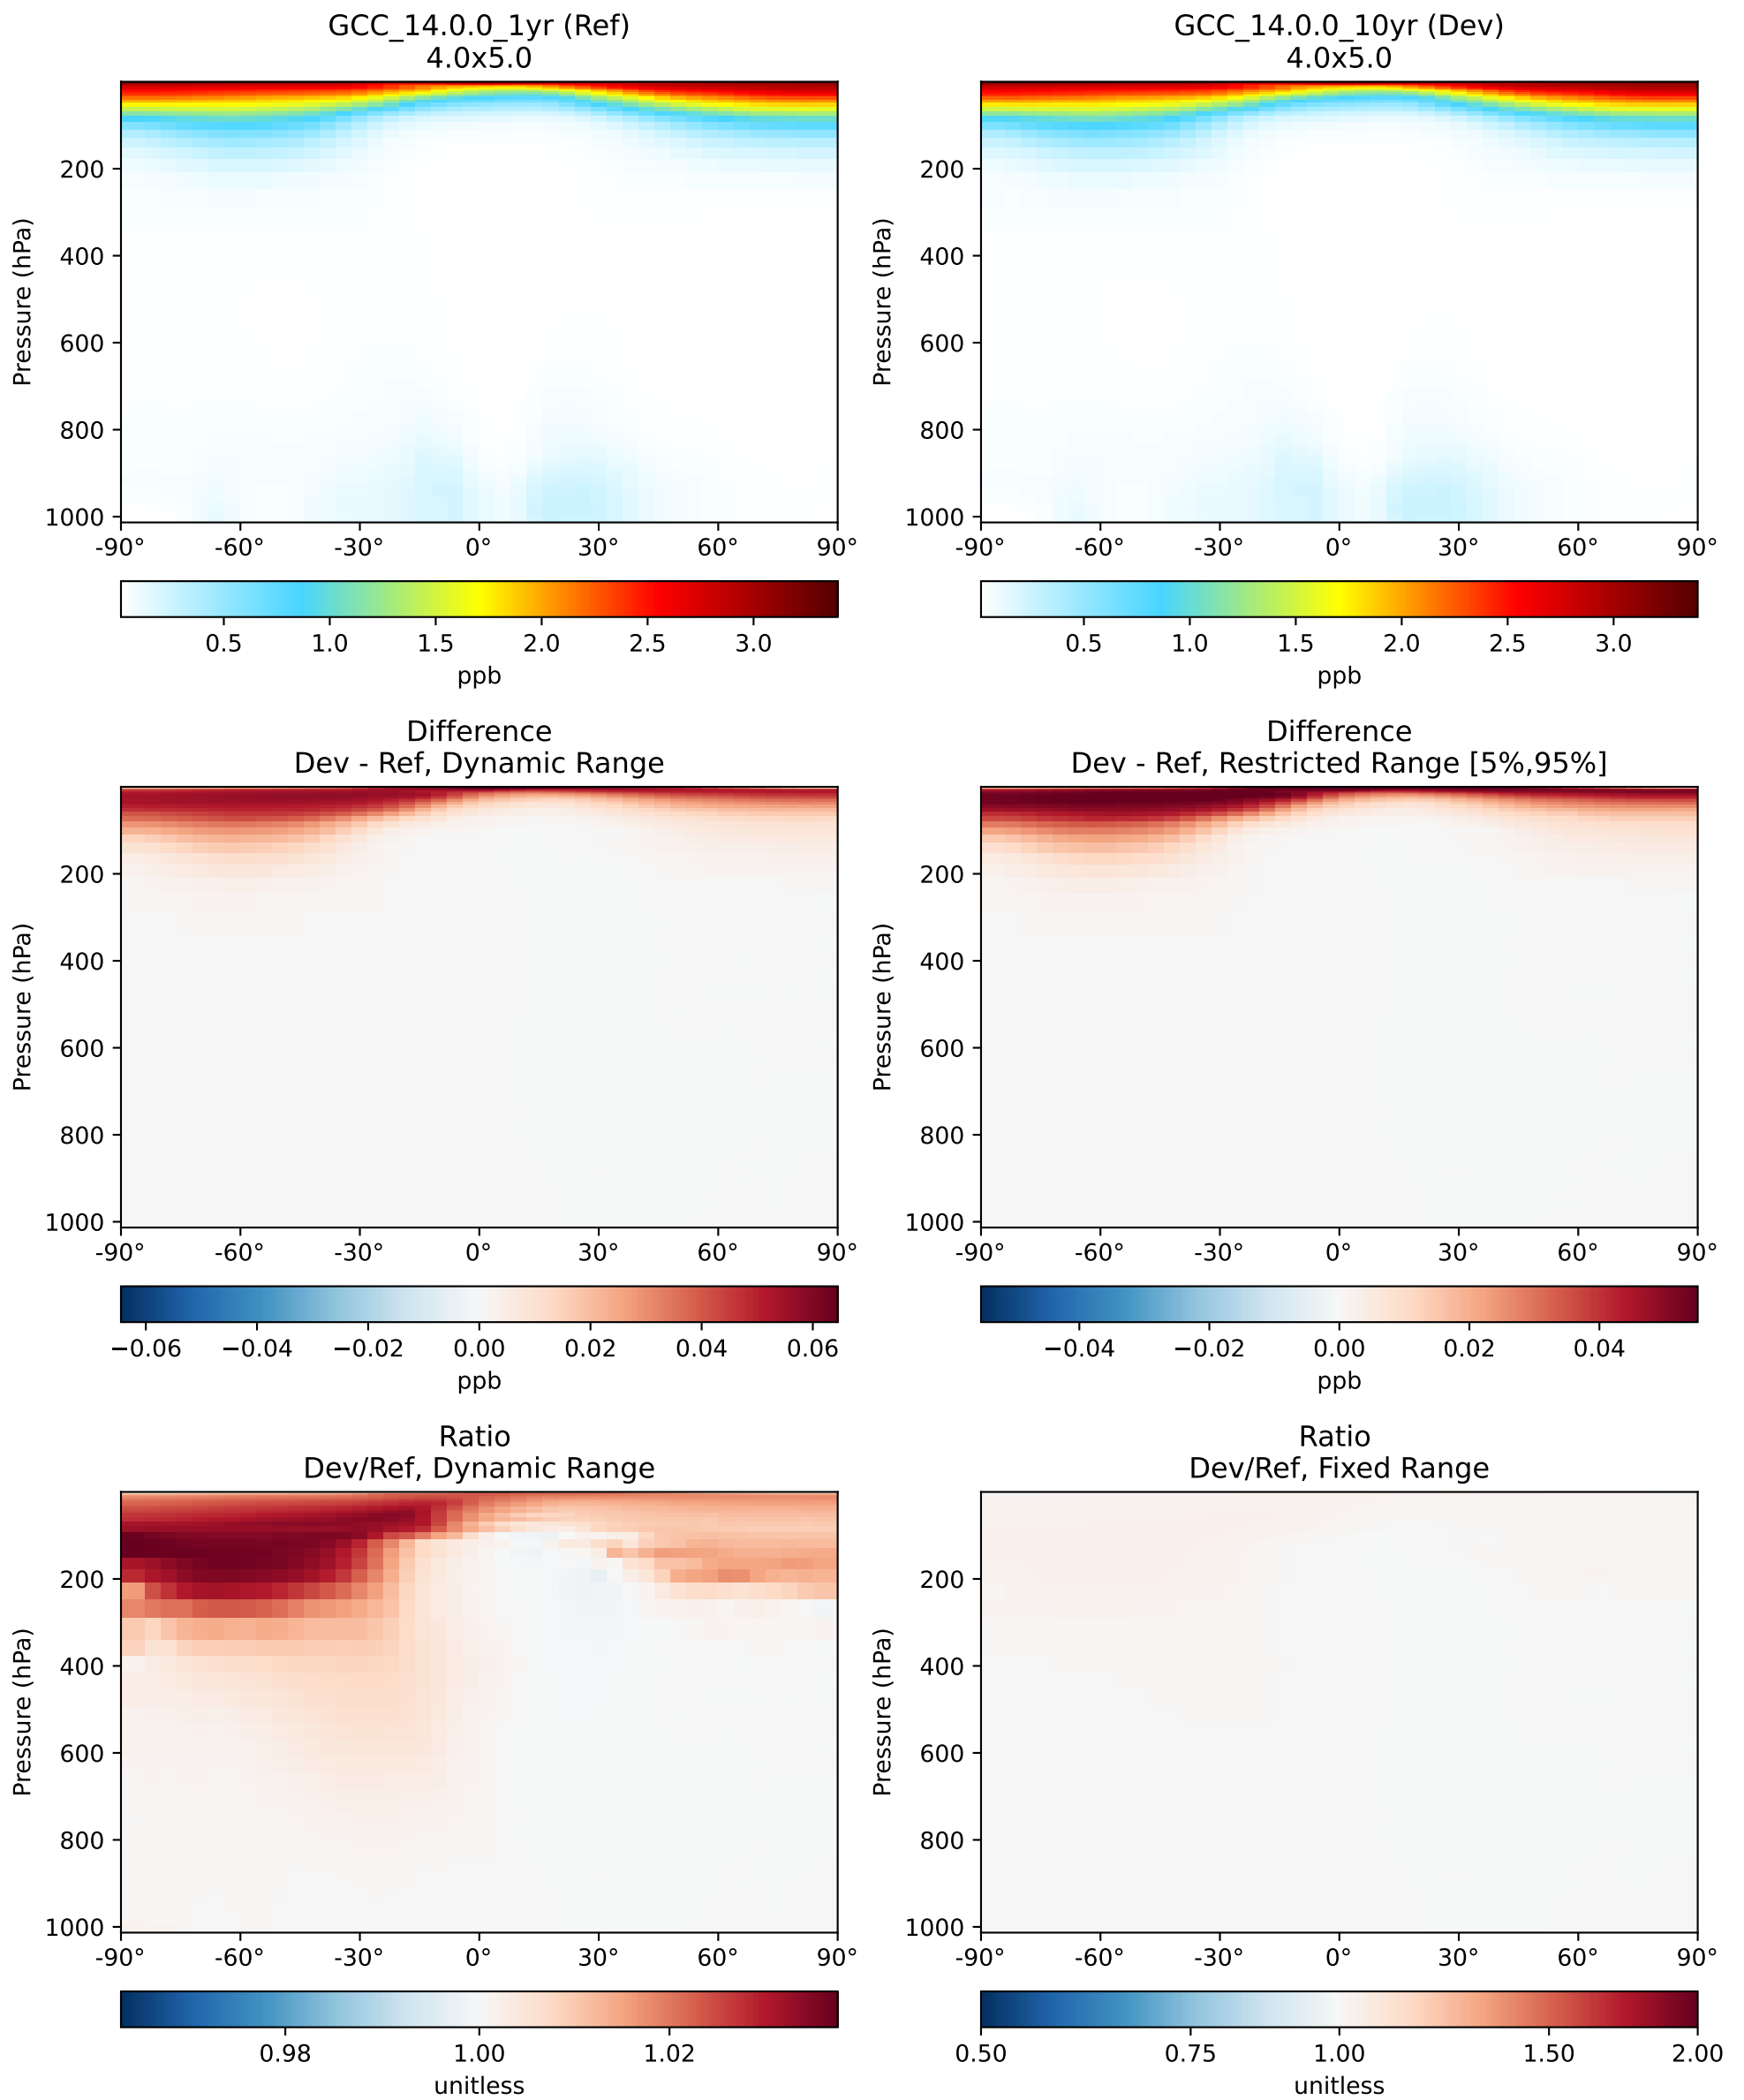 GCC_14.0.0_1yr (Ref)
4.0x5.0
Pressure (hPa)
200
400
600
800
1000
-90° -60° -30° 0° 30° 60° 90°
0.5 1.0 1.5 2.0 2.5 3.0
ppb
GCC_14.0.0_10yr (Dev)
4.0x5.0
Pressure (hPa)
200
400
600
800
1000
-90° -60° -30° 0° 30° 60° 90°
0.5 1.0 1.5 2.0 2.5 3.0
ppb
Difference
Dev - Ref, Dynamic Range
Pressure (hPa)
200
400
600
800
1000
-90° -60° -30° 0° 30° 60° 90°
−0.06 −0.04 −0.02 0.00 0.02 0.04 0.06
ppb
Difference
Dev - Ref, Restricted Range [5%,95%]
Pressure (hPa)
200
400
600
800
1000
-90° -60° -30° 0° 30° 60° 90°
−0.04 −0.02 0.00 0.02 0.04
ppb
Ratio
Dev/Ref, Dynamic Range
Pressure (hPa)
200
400
600
800
1000
-90° -60° -30° 0° 30° 60° 90°
0.98 1.00 1.02
unitless
Ratio
Dev/Ref, Fixed Range
Pressure (hPa)
200
400
600
800
1000
-90° -60° -30° 0° 30° 60° 90°
0.50 0.75 1.00 1.50 2.00
unitless